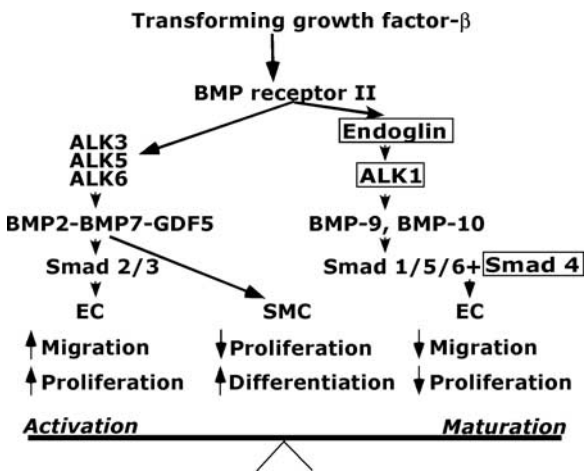 Transforming growth factor-β
BMP receptor II
Endoglin
ALK3
ALK5
ALK6
ALK1
BMP2-BMP7-GDF5
BMP-9, BMP-10
Smad 2/3
Smad 1/5/6+ Smad 4
EC
SMC
EC
Migration
Proliferation
Migration
Proliferation
Differentiation
Proliferation
Activation
Maturation